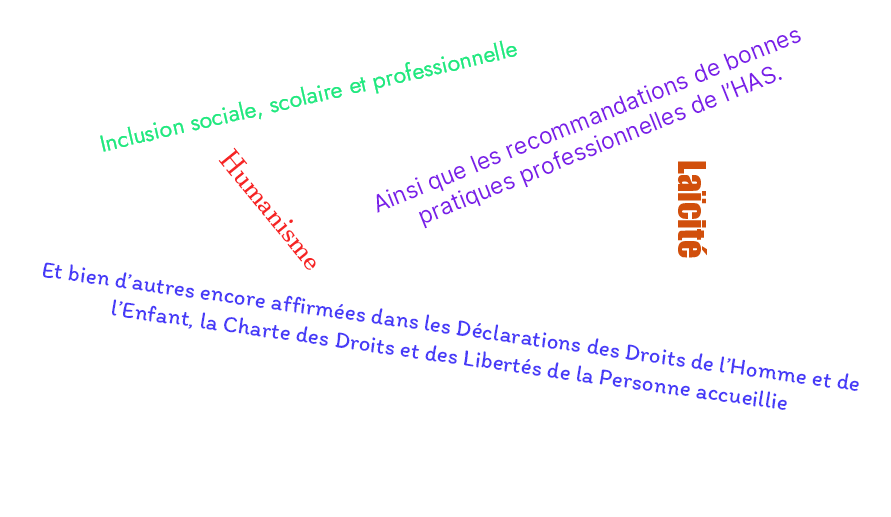 Inclusion sociale, scolaire et professionnelle
Ainsi que les recommandations de bonnes
pratiques professionnelles de l'HAS.
Humanisme
Laïcité
Et bien d'autres encore affirmées dans les Déclarations des Droits de l'Homme et de
l'Enfant, la Charte des Droits et des Libertés de la Personne accueillie